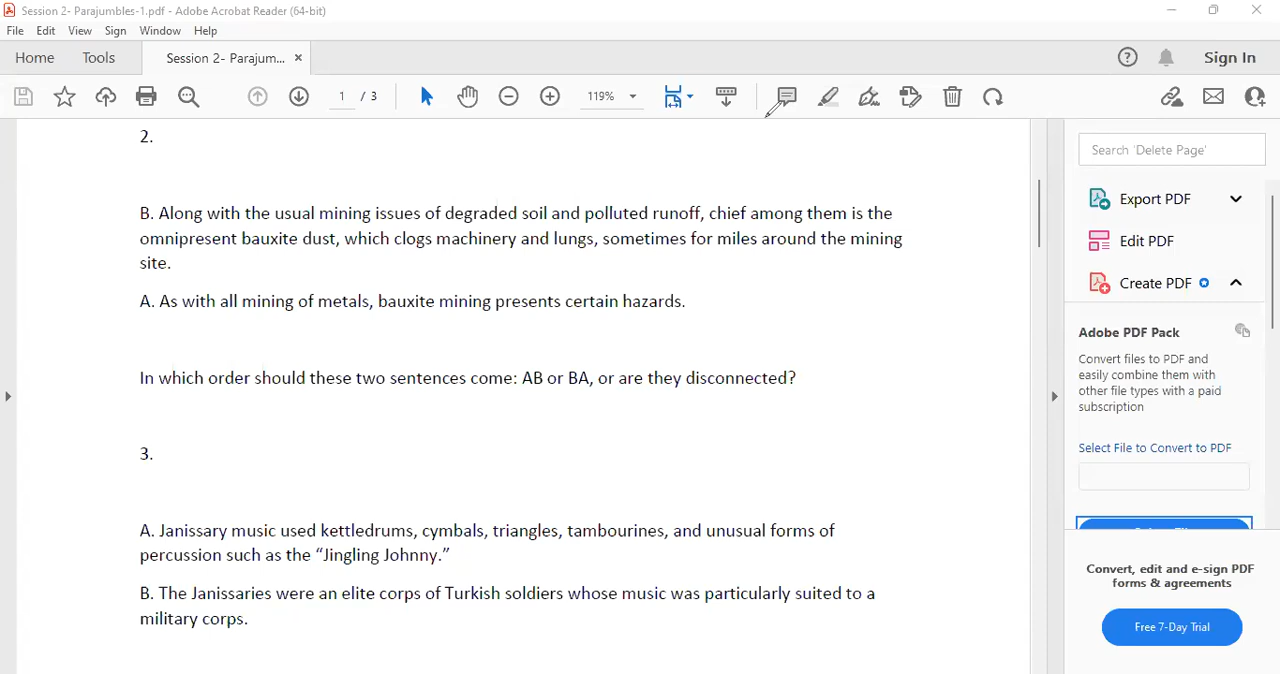 Session 2- Parajumbles-1.pdf - Adobe Acrobat Reader (64-bit)
File Edit View Sign Window Help
Home Tools Session 2- Parajum... × Sign In
1 / 3 119%
2.
B. Along with the usual mining issues of degraded soil and polluted runoff, chief among them is the
omnipresent bauxite dust, which clogs machinery and lungs, sometimes for miles around the mining
site.
A. As with all mining of metals, bauxite mining presents certain hazards.
In which order should these two sentences come: AB or BA, or are they disconnected?
3.
A. Janissary music used kettledrums, cymbals, triangles, tambourines, and unusual forms of
percussion such as the “Jingling Johnny.”
B. The Janissaries were an elite corps of Turkish soldiers whose music was particularly suited to a
military corps.
Search 'Delete Page'
Export PDF
Edit PDF
Create PDF
Adobe PDF Pack
Convert files to PDF and
easily combine them with
other file types with a paid
subscription
Select File to Convert to PDF
Convert, edit and e-sign PDF
forms & agreements
Free 7-Day Trial